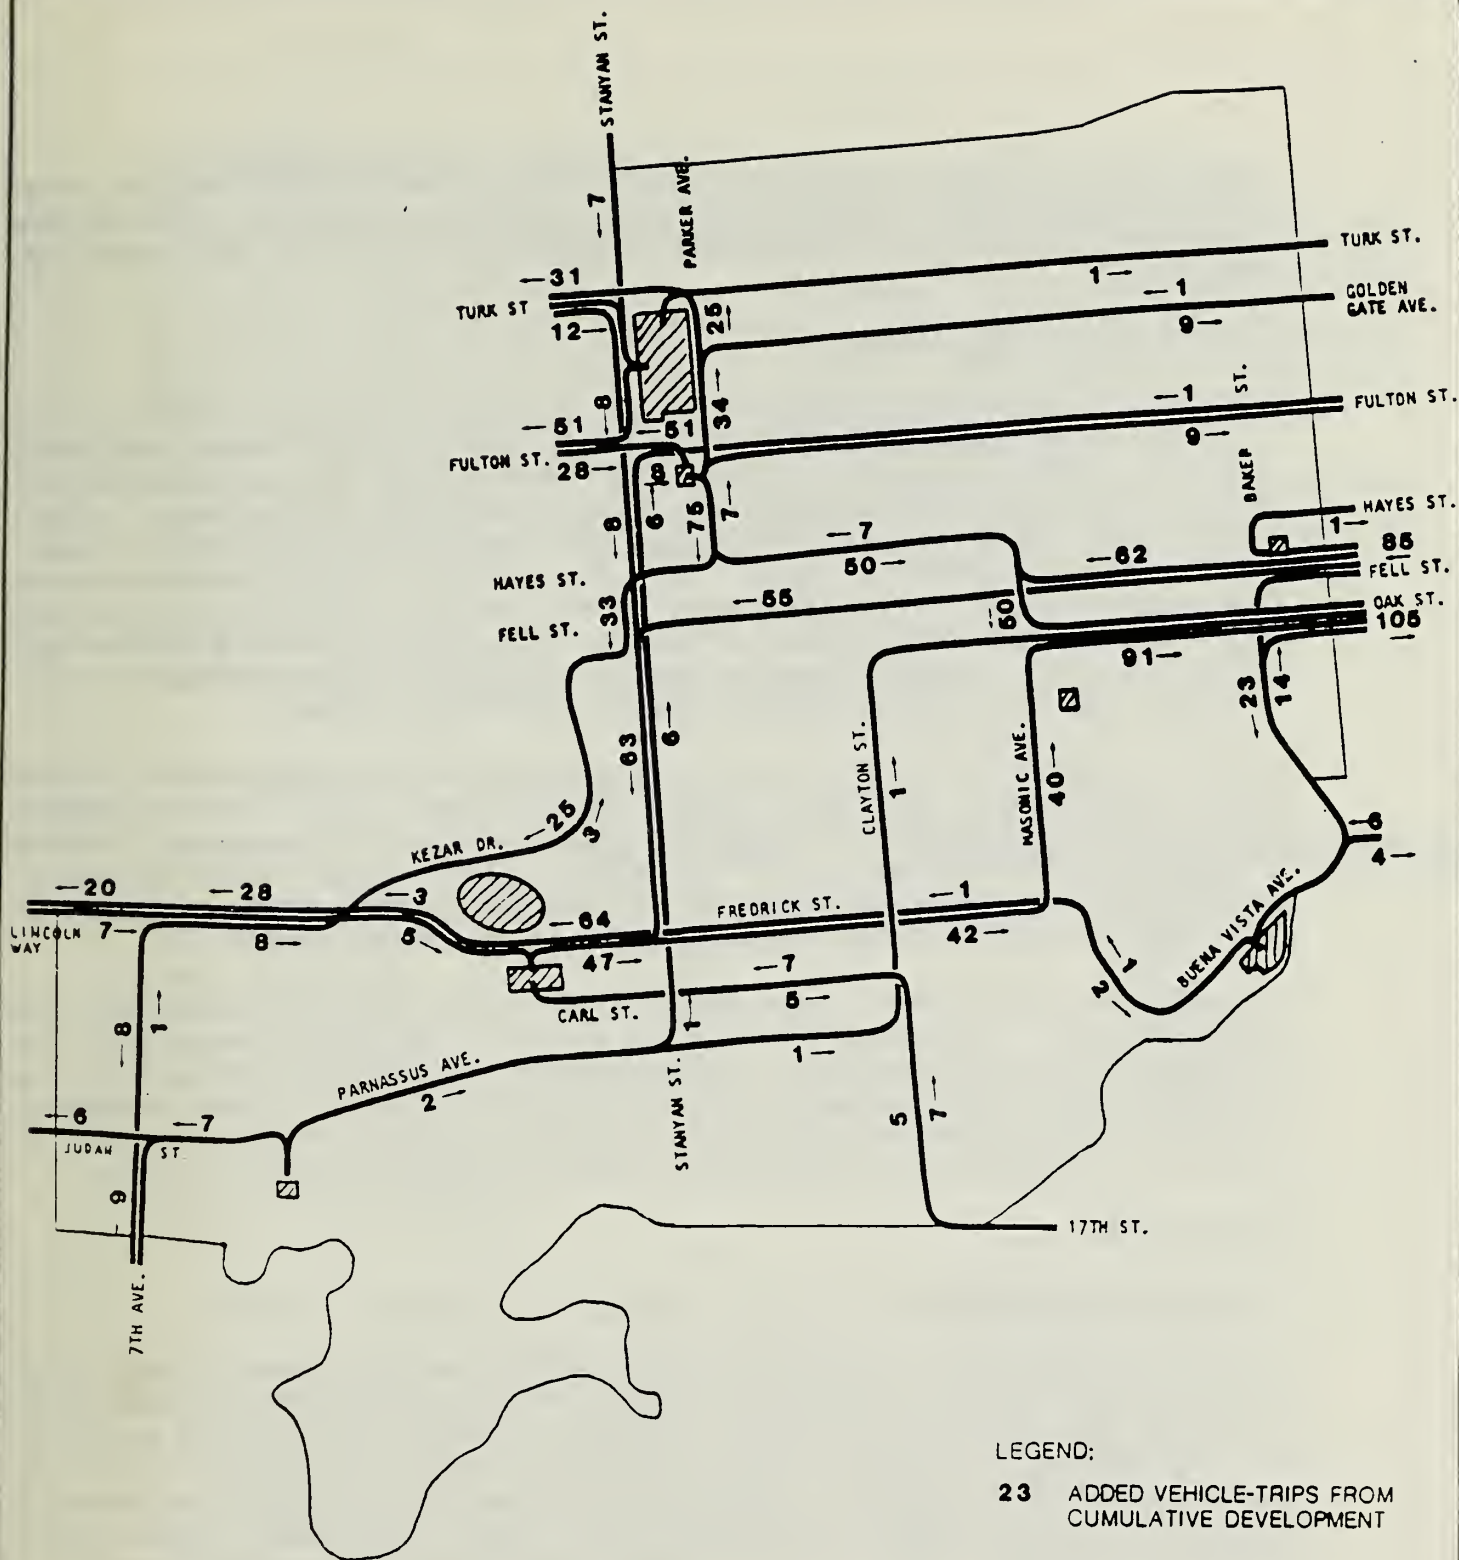 STANYAN ST.
←7
PARKER AVE.
←31
TURK ST
12→
25→
1→
TURK ST.
←1
9→
GOLDEN
GATE AVE.
←8
34→
←51
←51
FULTON ST.
28→
8
6→
←1
9→
ST.
BAKER
FULTON ST.
←8
←75
7→
HAYES ST.
1→
HAYES ST.
←33
←7
50→
←62
85
←
FELL ST.
FELL ST.
←55
←50
OAK ST.
105
→
91→
←23
14→
←63
6→
CLAYTON ST.
1→
MASONIC AVE.
40→
←25
3→
KEZAR DR.
←6
4→
←20
←28
←3
←64
FREDRICK ST.
←1
LINCOLN
WAY
7→
8→
5→
47→
42→
←1
2→
BUENA VISTA AVE.
←7
5→
CARL ST.
1
←8
1→
PARNASSUS AVE.
2→
1→
STANYAN ST.
5
7→
←6
←7
JUDAH ST.
9
7TH AVE.
17TH ST.
LEGEND:
23 ADDED VEHICLE-TRIPS FROM
CUMULATIVE DEVELOPMENT